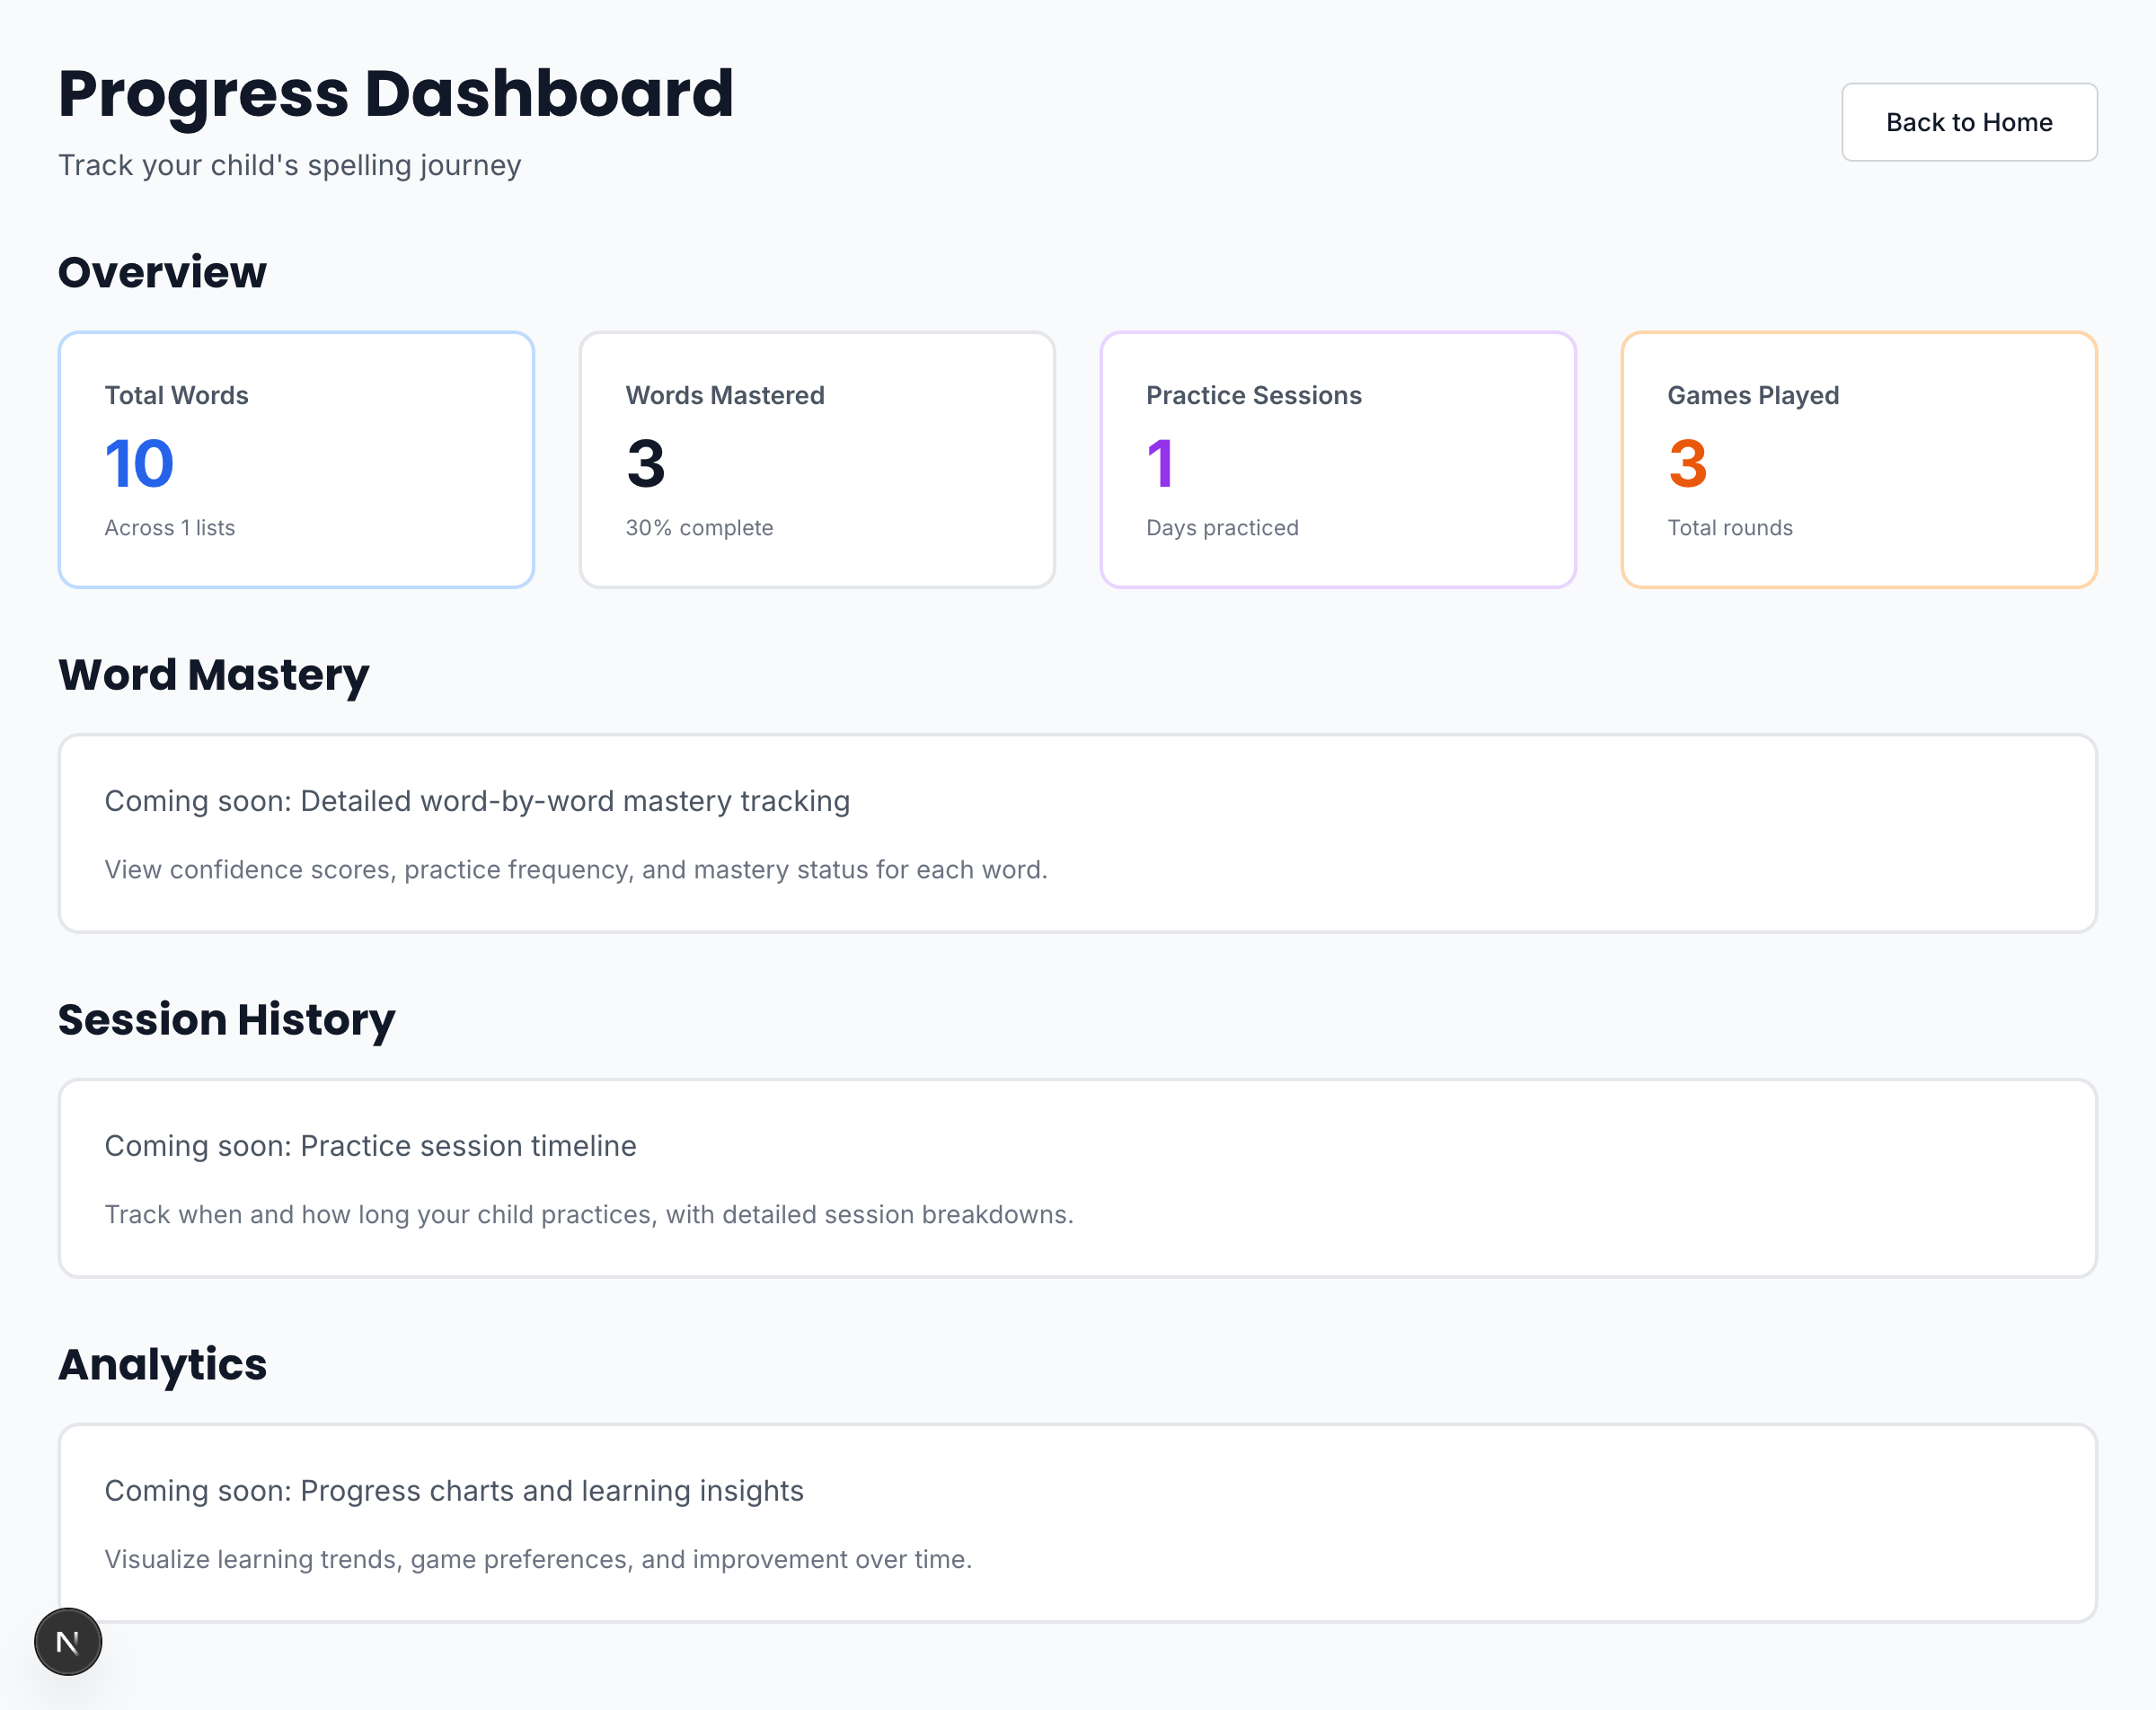 Progress Dashboard
Track your child's spelling journey
Back to Home
Overview
Total Words
10
Across 1 lists
Words Mastered
3
30% complete
Practice Sessions
1
Days practiced
Games Played
3
Total rounds
Word Mastery
Coming soon: Detailed word-by-word mastery tracking
View confidence scores, practice frequency, and mastery status for each word.
Session History
Coming soon: Practice session timeline
Track when and how long your child practices, with detailed session breakdowns.
Analytics
Coming soon: Progress charts and learning insights
Visualize learning trends, game preferences, and improvement over time.
N